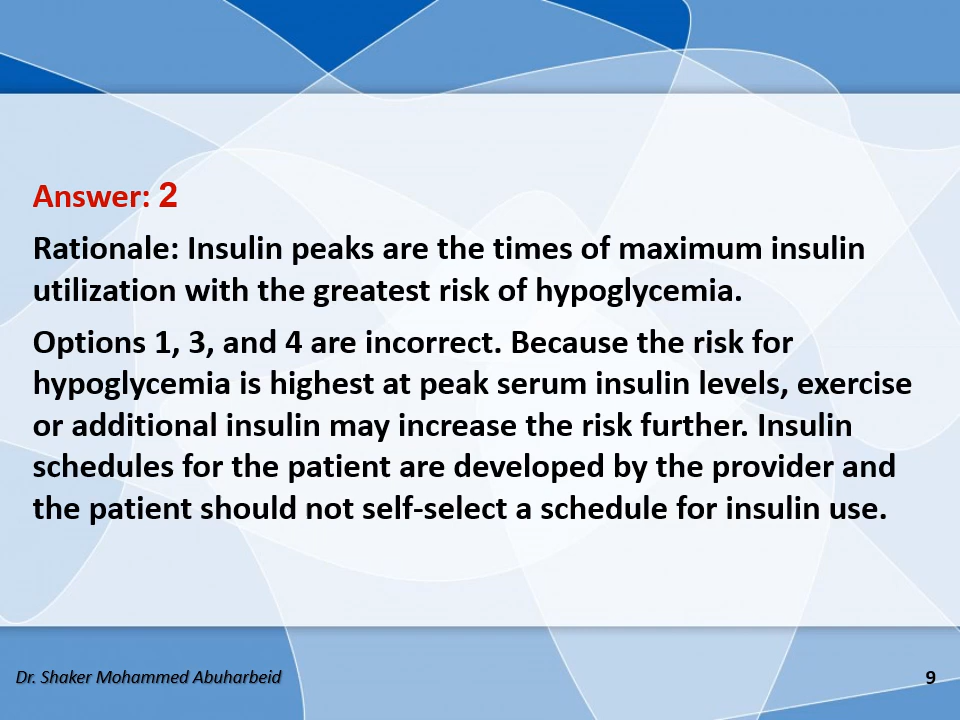 Answer: 2
Rationale: Insulin peaks are the times of maximum insulin
utilization with the greatest risk of hypoglycemia.
Options 1, 3, and 4 are incorrect. Because the risk for
hypoglycemia is highest at peak serum insulin levels, exercise
or additional insulin may increase the risk further. Insulin
schedules for the patient are developed by the provider and
the patient should not self-select a schedule for insulin use.
Dr. Shaker Mohammed Abuharbeid
9